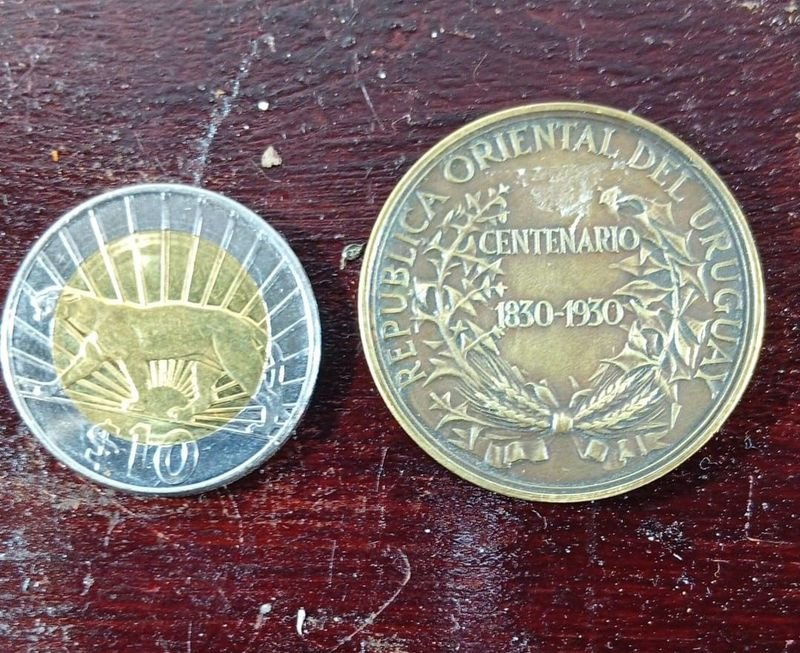 $10
REPUBLICA ORIENTAL DEL URUGUAY
CENTENARIO
1830-1930